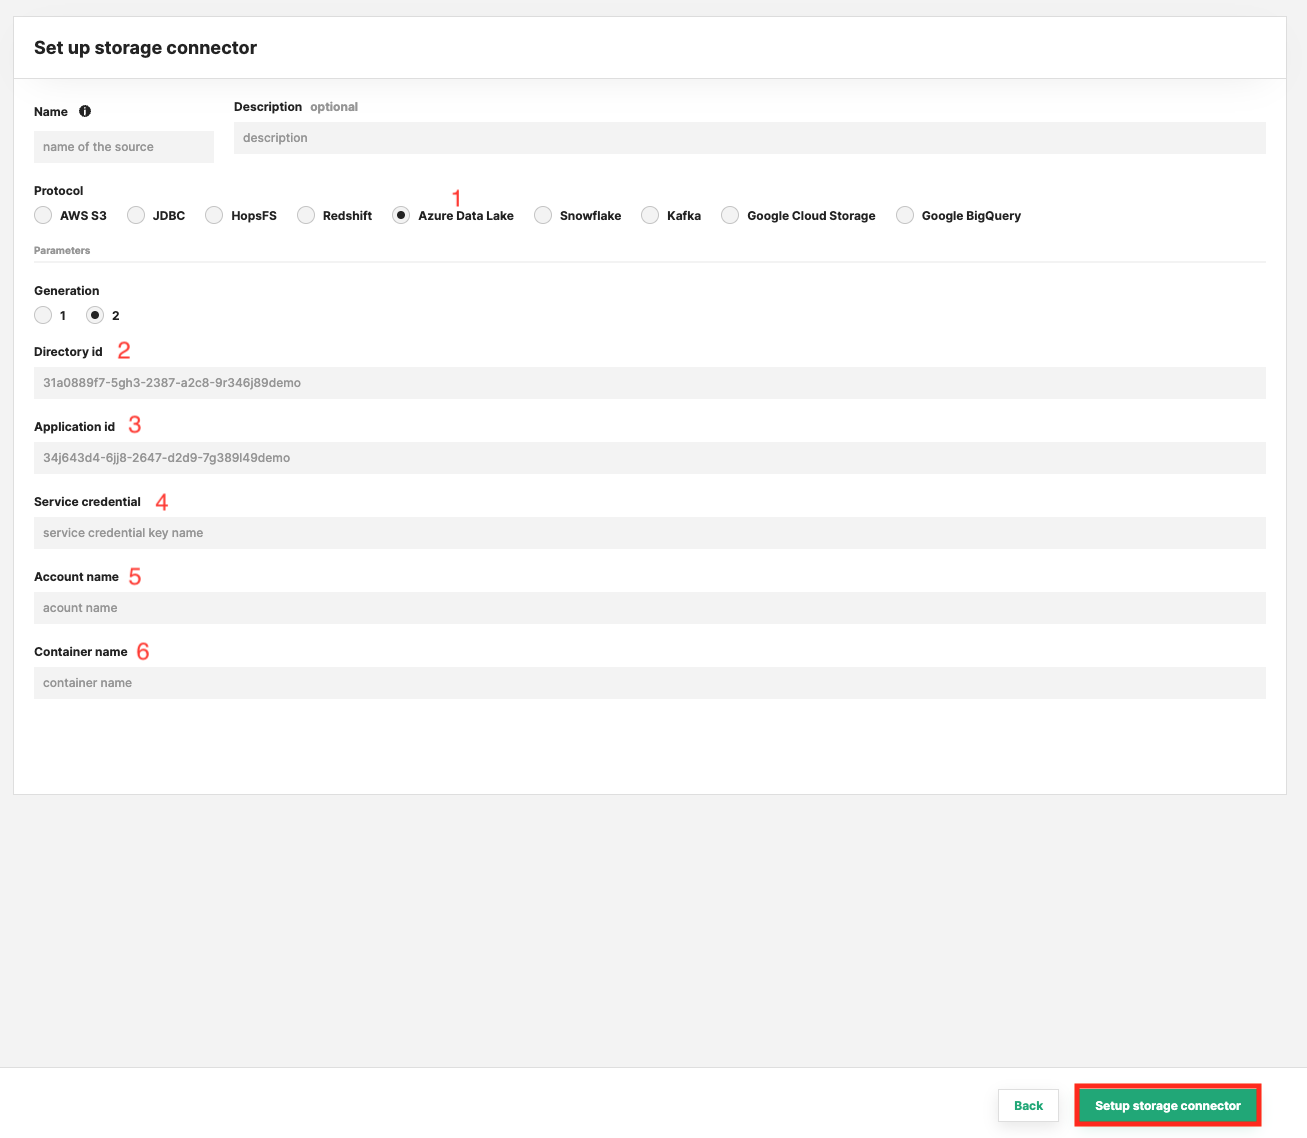 Set up storage connector
Name
Description optional
name of the source
description
Protocol
1
AWS S3 JDBC HopsFS Redshift Azure Data Lake Snowflake Kafka Google Cloud Storage Google BigQuery
Parameters
Generation
1 2
Directory id 2
31a0889f7-5gh3-2387-a2c8-9r346j89demo
Application id 3
34j643d4-6jj8-2647-d2d9-7g389l49demo
Service credential 4
service credential key name
Account name 5
acount name
Container name 6
container name
Back Setup storage connector